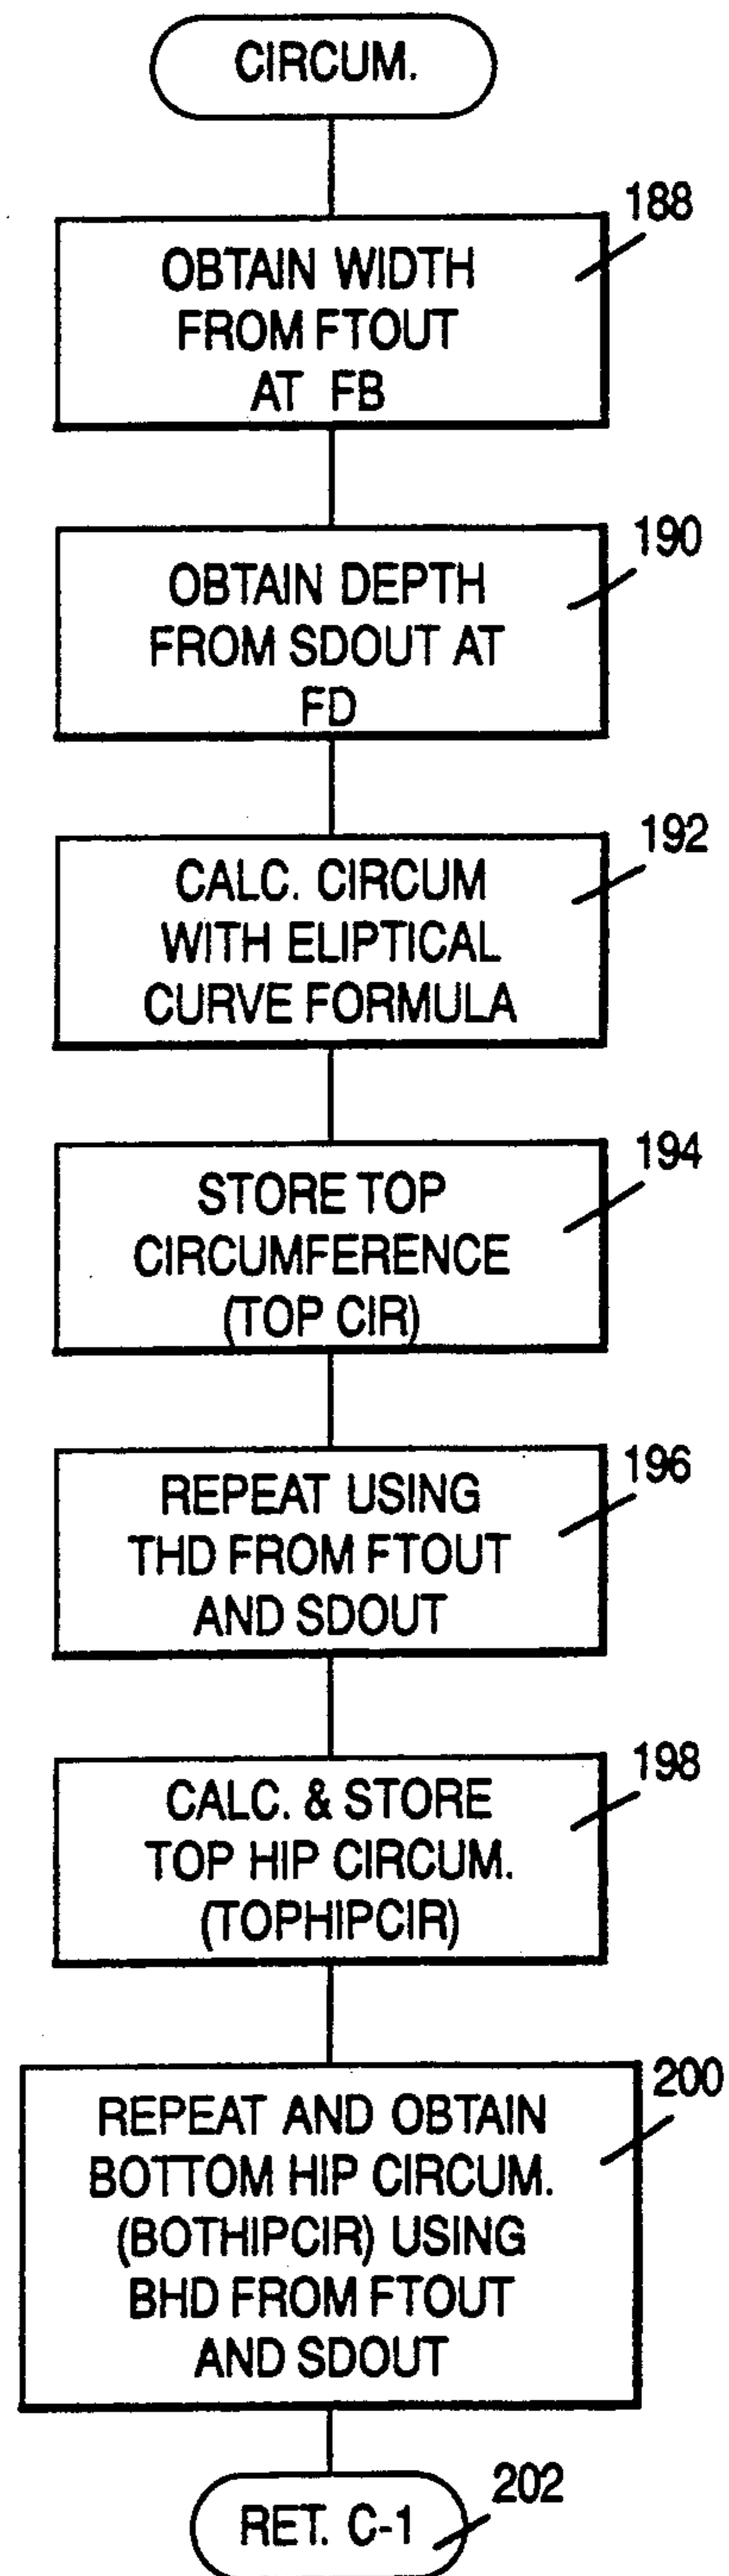 CIRCUM.
188
OBTAIN WIDTH
FROM FTOUT
AT FB
190
OBTAIN DEPTH
FROM SDOUT AT
FD
192
CALC. CIRCUM
WITH ELIPTICAL
CURVE FORMULA
194
STORE TOP
CIRCUMFERENCE
(TOP CIR)
196
REPEAT USING
THD FROM FTOUT
AND SDOUT
198
CALC. & STORE
TOP HIP CIRCUM.
(TOPHIPCIR)
200
REPEAT AND OBTAIN
BOTTOM HIP CIRCUM.
(BOTHIPCIR) USING
BHD FROM FTOUT
AND SDOUT
202
RET. C-1